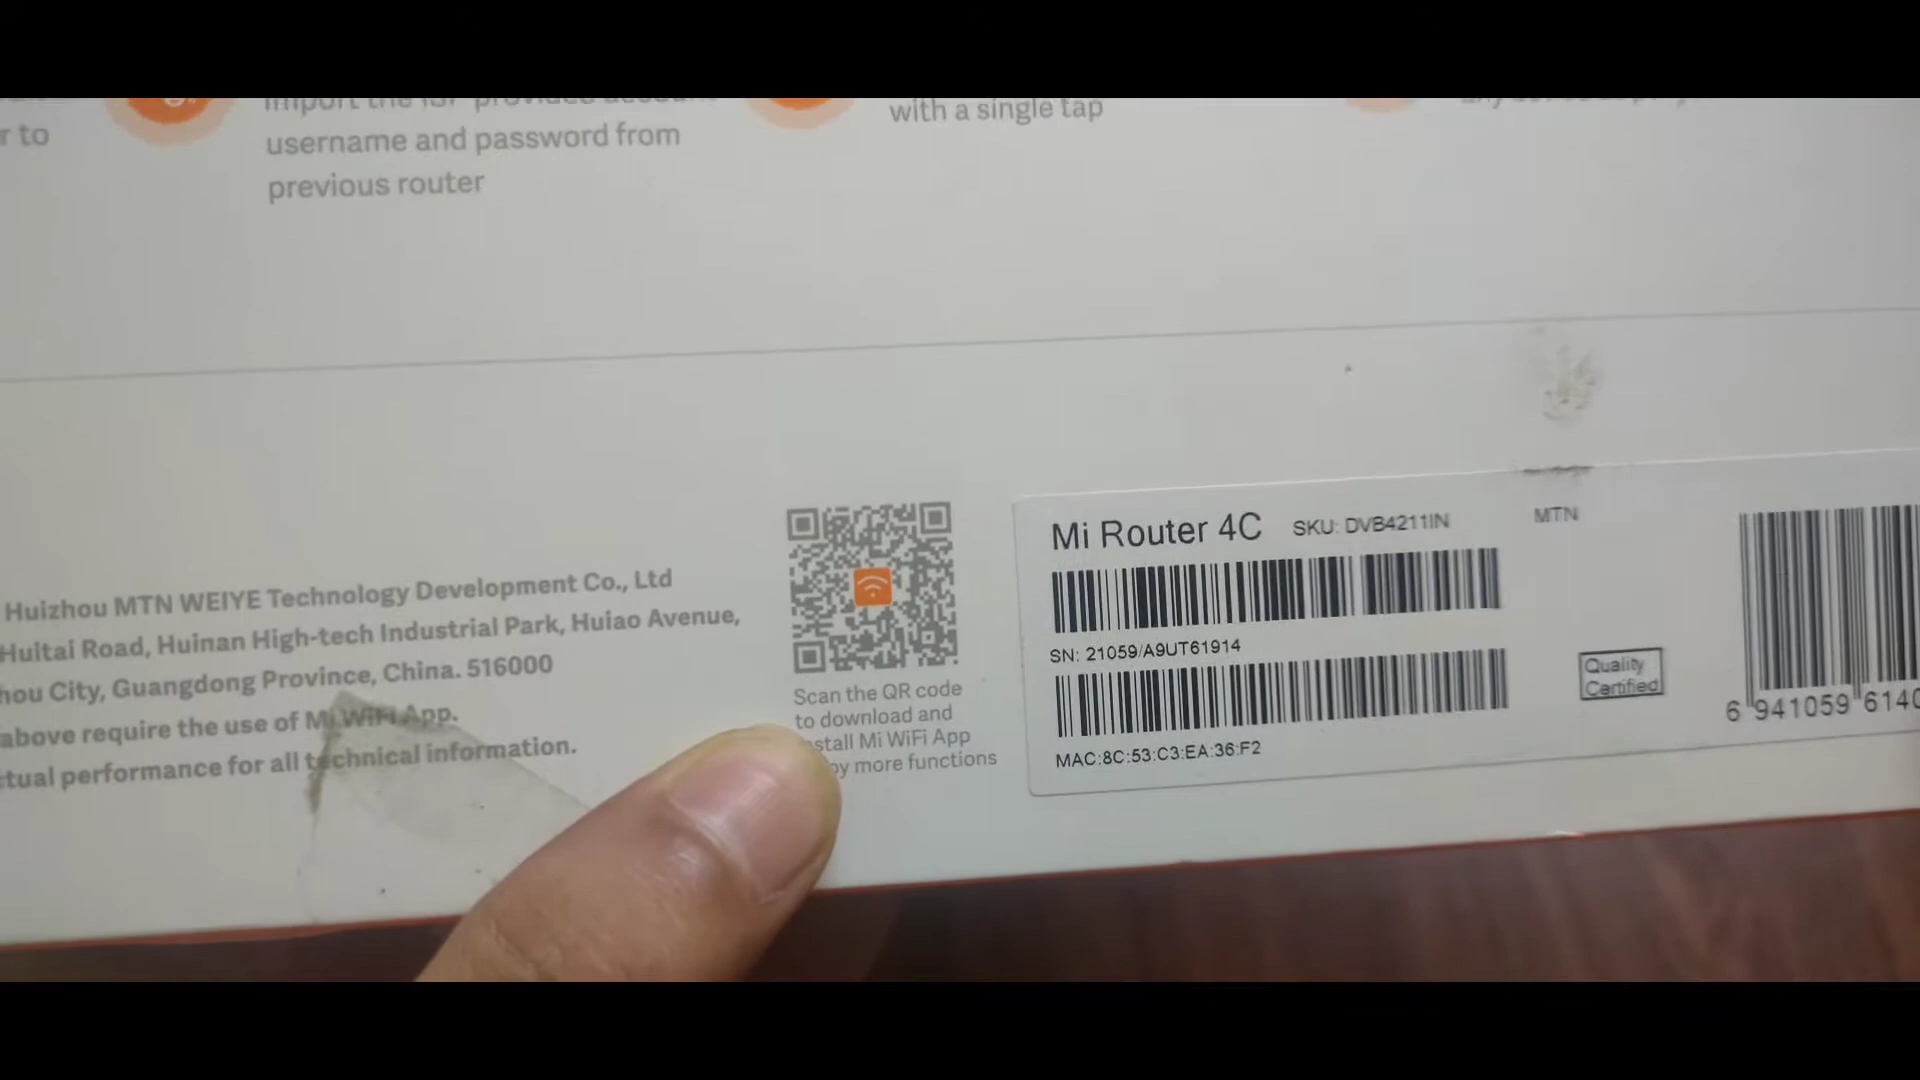 r to
Import the ISP provided account
username and password from
previous router
with a single tap
Huizhou MTN WEIYE Technology Development Co., Ltd
Huitai Road, Huinan High-tech Industrial Park, Huiao Avenue,
hou City, Guangdong Province, China. 516000
above require the use of Mi WiFi App.
ctual performance for all technical information.
Scan the QR code
to download and
stall Mi WiFi App
oy more functions
Mi Router 4C SKU: DVB4211IN MTN
SN: 21059/A9UT61914
MAC:8C:53:C3:EA:36:F2
Quality
Certified
6 941059 6140